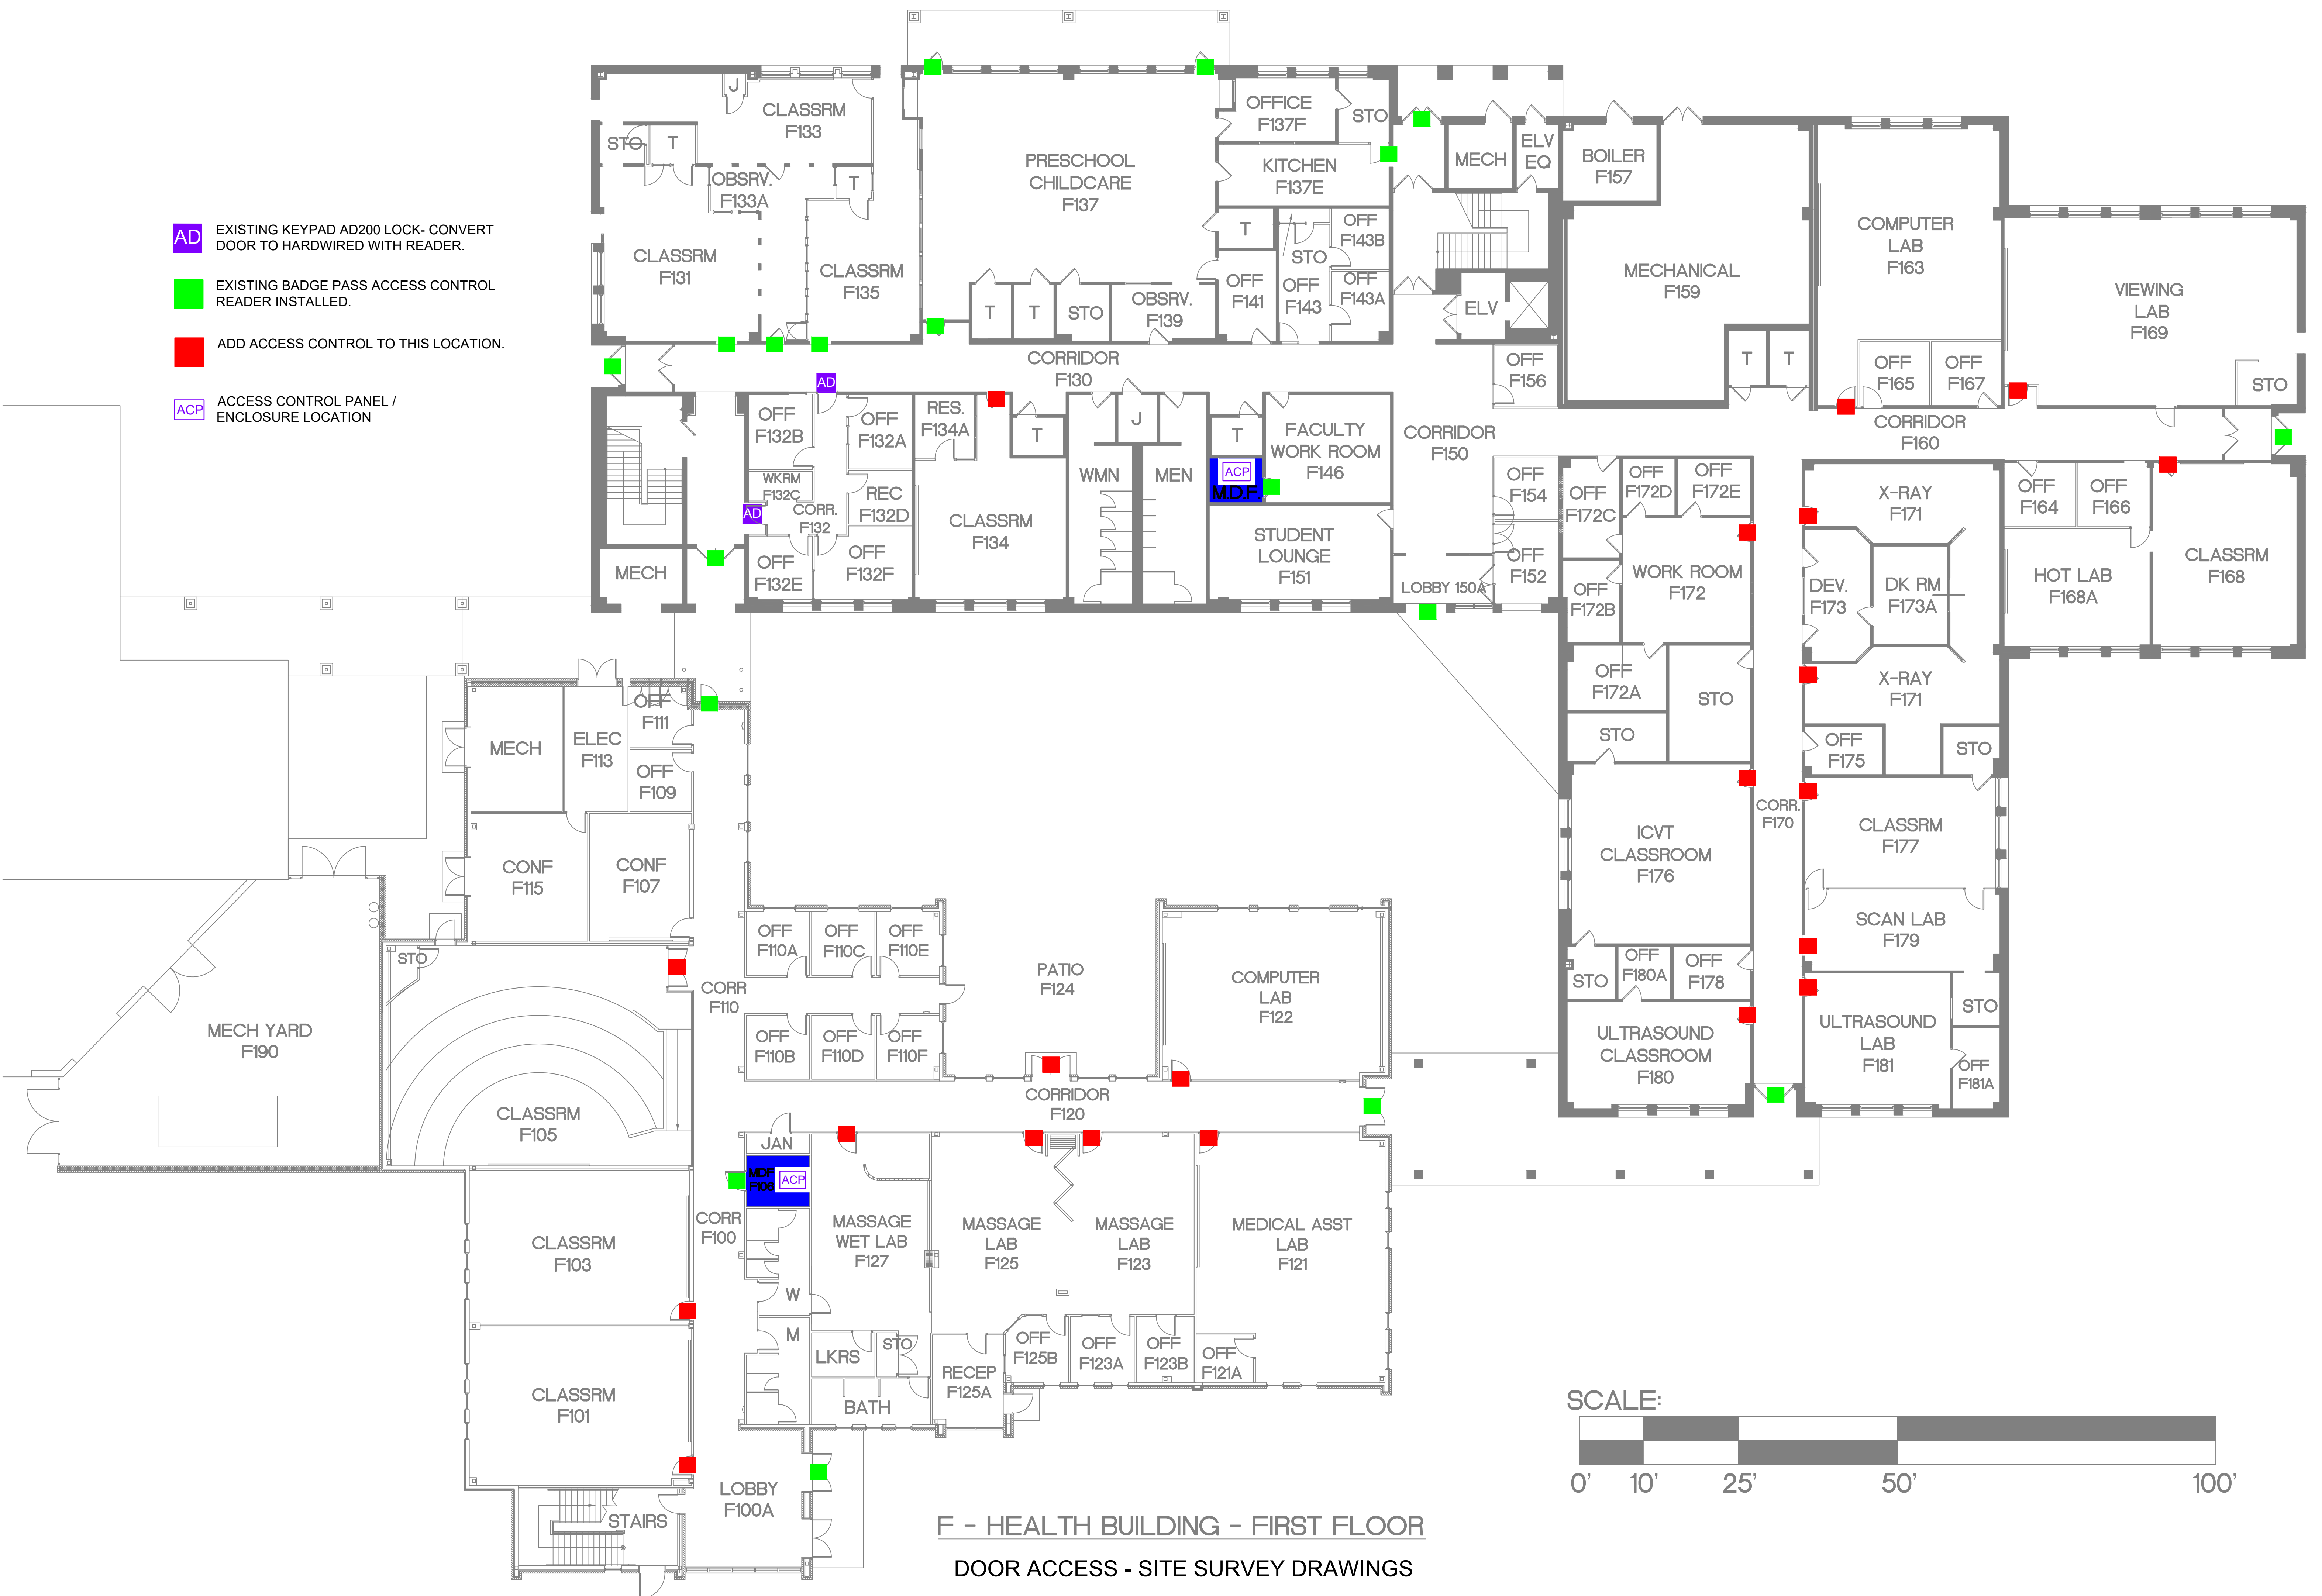 AD
EXISTING KEYPAD AD200 LOCK- CONVERT
DOOR TO HARDWIRED WITH READER.
EXISTING BADGE PASS ACCESS CONTROL
READER INSTALLED.
ADD ACCESS CONTROL TO THIS LOCATION.
ACP
ACCESS CONTROL PANEL /
ENCLOSURE LOCATION
J
CLASSRM
F133
STO
T
OBSRV.
F133A
T
CLASSRM
F131
CLASSRM
F135
PRESCHOOL
CHILDCARE
F137
OFFICE
F137F
STO
KITCHEN
F137E
T
OFF
F141
STO
OFF
F143
OFF
F143B
OFF
F143A
T
T
STO
OBSRV.
F139
MECH
ELV
EQ
ELV
BOILER
F157
MECHANICAL
F159
T
T
COMPUTER
LAB
F163
OFF
F165
OFF
F167
VIEWING
LAB
F169
STO
CORRIDOR
F130
OFF
F156
CORRIDOR
F160
AD
OFF
F132B
OFF
F132A
WKRM
F132C
REC
F132D
AD
CORR.
F132
OFF
F132E
OFF
F132F
MECH
RES.
F134A
T
CLASSRM
F134
WMN
J
MEN
T
ACP
M.D.F
FACULTY
WORK ROOM
F146
STUDENT
LOUNGE
F151
CORRIDOR
F150
OFF
F154
OFF
F152
LOBBY 150A
OFF
F172C
OFF
F172D
OFF
F172E
OFF
F172B
WORK ROOM
F172
OFF
F172A
STO
STO
X-RAY
F171
DEV.
F173
DK RM
F173A
X-RAY
F171
OFF
F175
STO
OFF
F164
OFF
F166
HOT LAB
F168A
CLASSRM
F168
ICVT
CLASSROOM
F176
CORR.
F170
CLASSRM
F177
SCAN LAB
F179
STO
OFF
F180A
OFF
F178
ULTRASOUND
CLASSROOM
F180
ULTRASOUND
LAB
F181
STO
OFF
F181A
MECH
ELEC
F113
OFF
F111
OFF
F109
CONF
F115
CONF
F107
STO
MECH YARD
F190
CLASSRM
F105
CORR
F110
OFF
F110A
OFF
F110C
OFF
F110E
OFF
F110B
OFF
F110D
OFF
F110F
PATIO
F124
COMPUTER
LAB
F122
CORRIDOR
F120
JAN
MDF
F106
ACP
CORR
F100
CLASSRM
F103
CLASSRM
F101
W
M
MASSAGE
WET LAB
F127
LKRS
STO
BATH
MASSAGE
LAB
F125
MASSAGE
LAB
F123
MEDICAL ASST
LAB
F121
RECEP
F125A
OFF
F125B
OFF
F123A
OFF
F123B
OFF
F121A
LOBBY
F100A
STAIRS
SCALE:
0' 10' 25' 50' 100'
F - HEALTH BUILDING - FIRST FLOOR
DOOR ACCESS - SITE SURVEY DRAWINGS